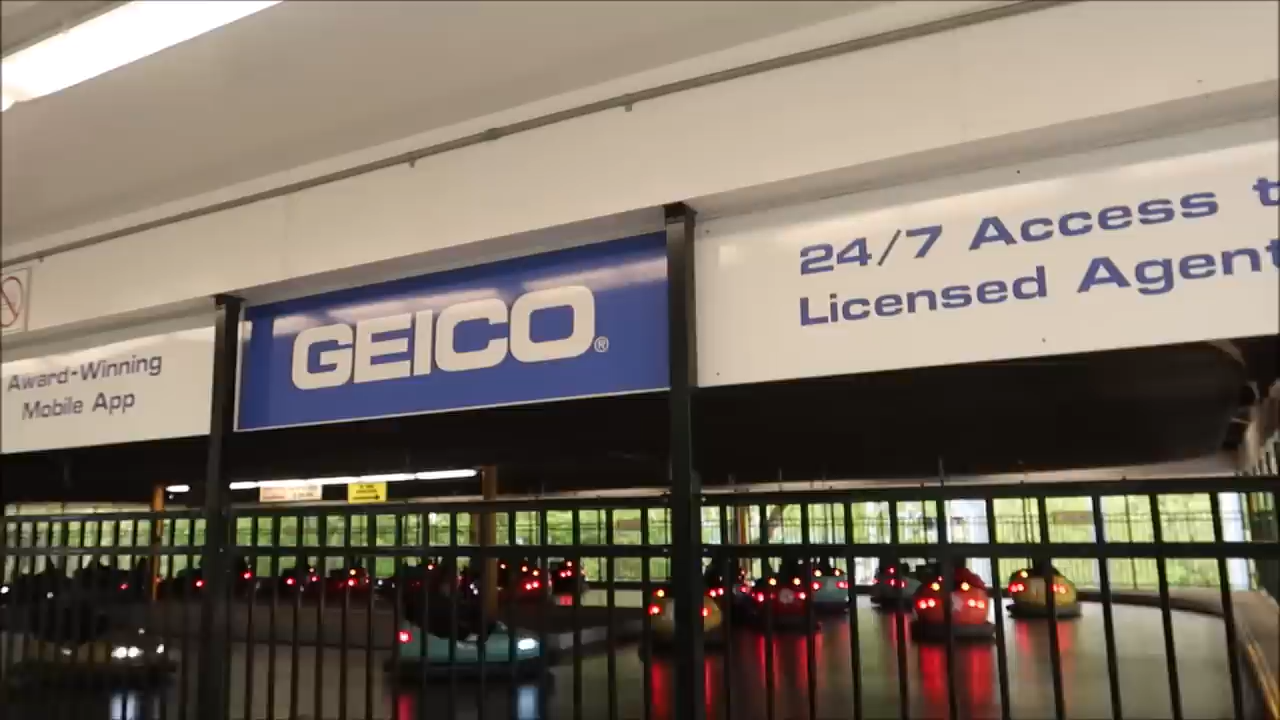 Award-Winning
Mobile App
GEICO®
24/7 Access t
Licensed Agent